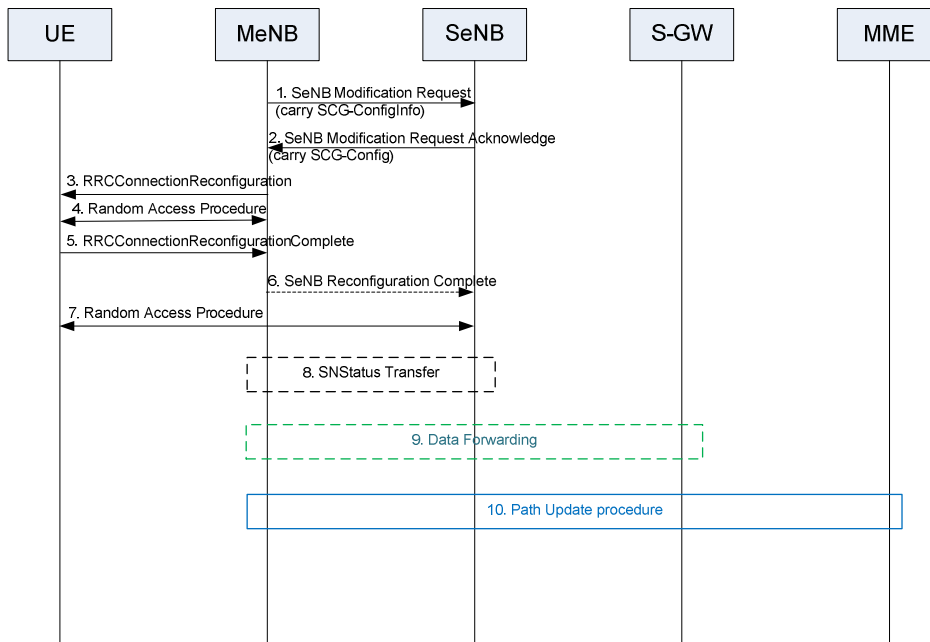 UE
MeNB
SeNB
S-GW
MME
1. SeNB Modification Request
(carry SCG-ConfigInfo)
2. SeNB Modification Request Acknowledge
(carry SCG-Config)
3. RRCConnectionReconfiguration
4. Random Access Procedure
5. RRCConnectionReconfigurationComplete
6. SeNB Reconfiguration Complete
7. Random Access Procedure
8. SNStatus Transfer
9. Data Forwarding
10. Path Update procedure